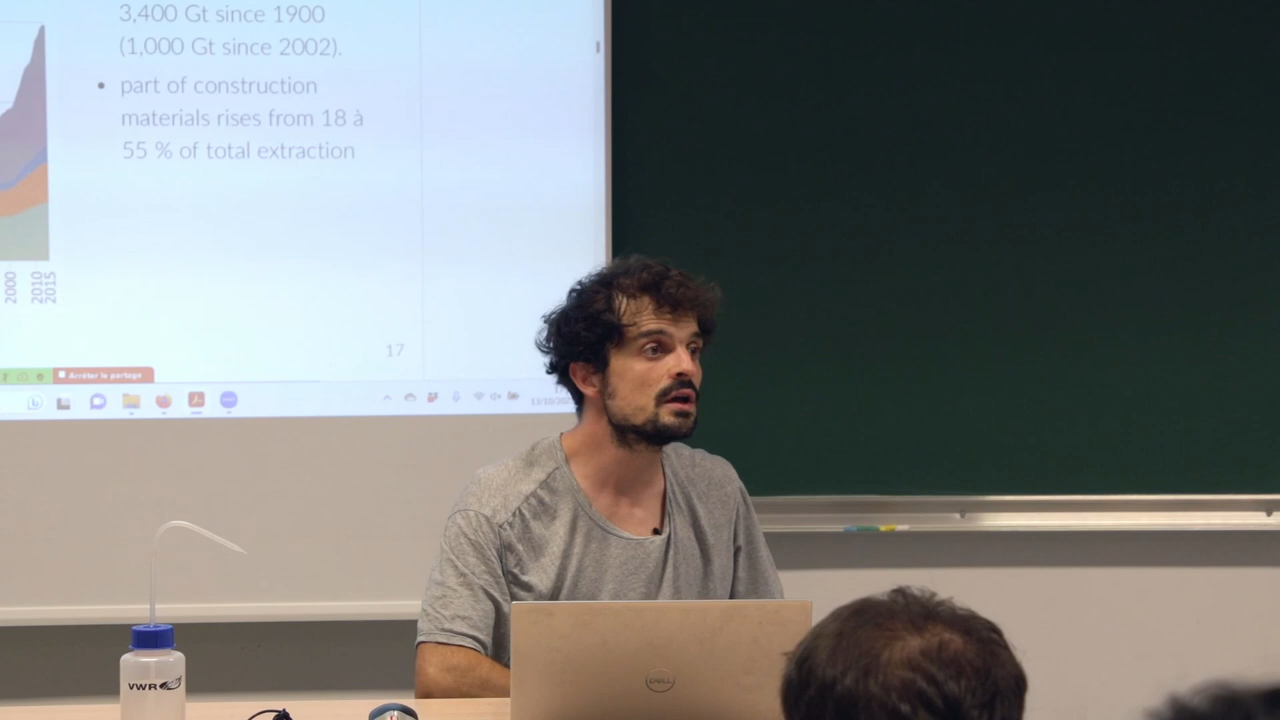 3,400 Gt since 1900
(1,000 Gt since 2002).
• part of construction
materials rises from 18 à
55 % of total extraction
2000
2010
2015
17
Arrêter le partage
VWR
DELL